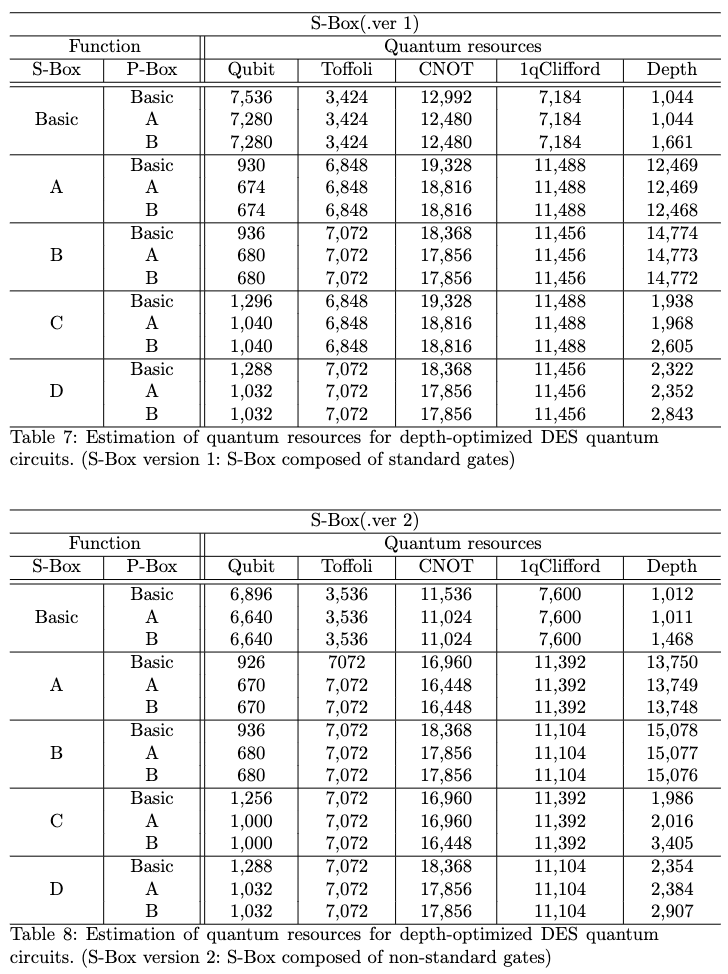 S-Box(.ver 1)
Function Quantum resources
S-Box P-Box Qubit Toffoli CNOT 1qClifford Depth
Basic 7,536 3,424 12,992 7,184 1,044
Basic A 7,280 3,424 12,480 7,184 1,044
B 7,280 3,424 12,480 7,184 1,661
Basic 930 6,848 19,328 11,488 12,469
A A 674 6,848 18,816 11,488 12,469
B 674 6,848 18,816 11,488 12,468
Basic 936 7,072 18,368 11,456 14,774
B A 680 7,072 17,856 11,456 14,773
B 680 7,072 17,856 11,456 14,772
Basic 1,296 6,848 19,328 11,488 1,938
C A 1,040 6,848 18,816 11,488 1,968
B 1,040 6,848 18,816 11,488 2,605
Basic 1,288 7,072 18,368 11,456 2,322
D A 1,032 7,072 17,856 11,456 2,352
B 1,032 7,072 17,856 11,456 2,843
Table 7: Estimation of quantum resources for depth-optimized DES quantum
circuits. (S-Box version 1: S-Box composed of standard gates)
S-Box(.ver 2)
Function Quantum resources
S-Box P-Box Qubit Toffoli CNOT 1qClifford Depth
Basic 6,896 3,536 11,536 7,600 1,012
Basic A 6,640 3,536 11,024 7,600 1,011
B 6,640 3,536 11,024 7,600 1,468
Basic 926 7072 16,960 11,392 13,750
A A 670 7,072 16,448 11,392 13,749
B 670 7,072 16,448 11,392 13,748
Basic 936 7,072 18,368 11,104 15,078
B A 680 7,072 17,856 11,104 15,077
B 680 7,072 17,856 11,104 15,076
Basic 1,256 7,072 16,960 11,392 1,986
C A 1,000 7,072 16,960 11,392 2,016
B 1,000 7,072 16,448 11,392 3,405
Basic 1,288 7,072 18,368 11,104 2,354
D A 1,032 7,072 17,856 11,104 2,384
B 1,032 7,072 17,856 11,104 2,907
Table 8: Estimation of quantum resources for depth-optimized DES quantum
circuits. (S-Box version 2: S-Box composed of non-standard gates)